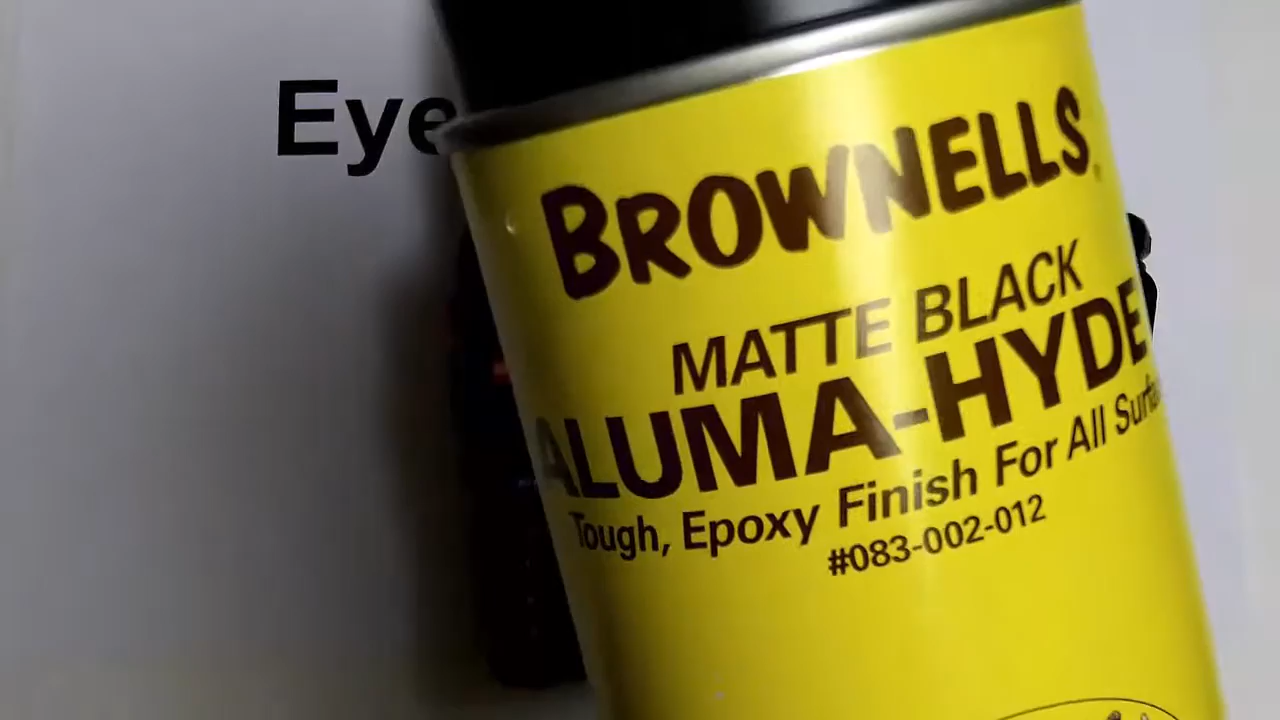 Eye
BROWNELLS
MATTE BLACK
ALUMA-HYDE
Tough, Epoxy Finish For All
#083-002-012